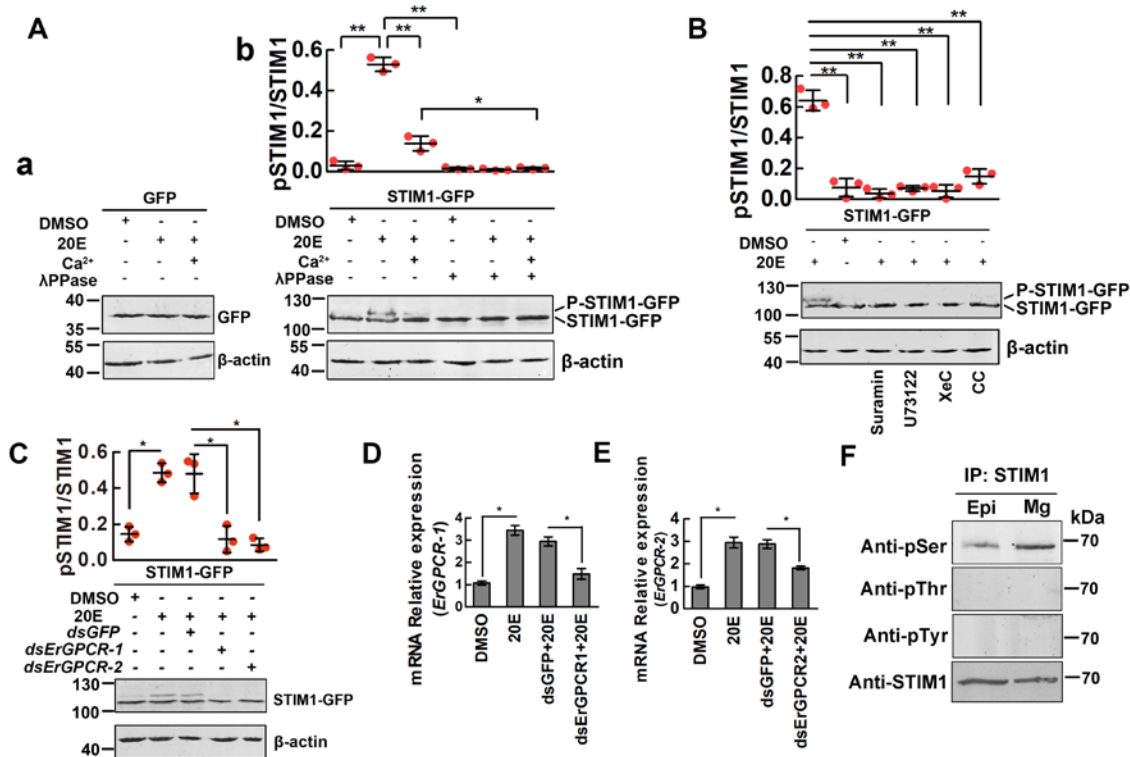 A
a
GFP
DMSO + - -
20E - + +
Ca²⁺ - - +
40
35
GFP
55
40
β-actin
b
**
**
**
*
pSTIM1/STIM1
0.6
0.4
0.2
0.0
STIM1-GFP
DMSO + - - + - -
20E - + + - + +
Ca²⁺ - - + - - +
λPPase - - - + + +
130
100
P-STIM1-GFP
STIM1-GFP
55
40
β-actin
B
**
**
**
**
**
pSTIM1/STIM1
0.8
0.6
0.4
0.2
0.0
STIM1-GFP
DMSO - + - - - -
20E + - + + + +
130
100
P-STIM1-GFP
STIM1-GFP
55
40
β-actin
Suramin
U73122
XeC
CC
C
*
*
*
pSTIM1/STIM1
0.6
0.4
0.2
0.0
STIM1-GFP
DMSO + - - - -
20E - + + + +
dsGFP - - + - -
dsErGPCR-1 - - - + -
dsErGPCR-2 - - - - +
130
100
STIM1-GFP
55
40
β-actin
D
mRNA Relative expression
(ErGPCR-1)
4
3
2
1
0
*
*
DMSO
20E
dsGFP+20E
dsErGPCR1+20E
E
mRNA Relative expression
(ErGPCR-2)
4
3
2
1
0
*
*
DMSO
20E
dsGFP+20E
dsErGPCR2+20E
F
IP: STIM1
Epi Mg kDa
Anti-pSer 70
Anti-pThr 70
Anti-pTyr 70
Anti-STIM1 70